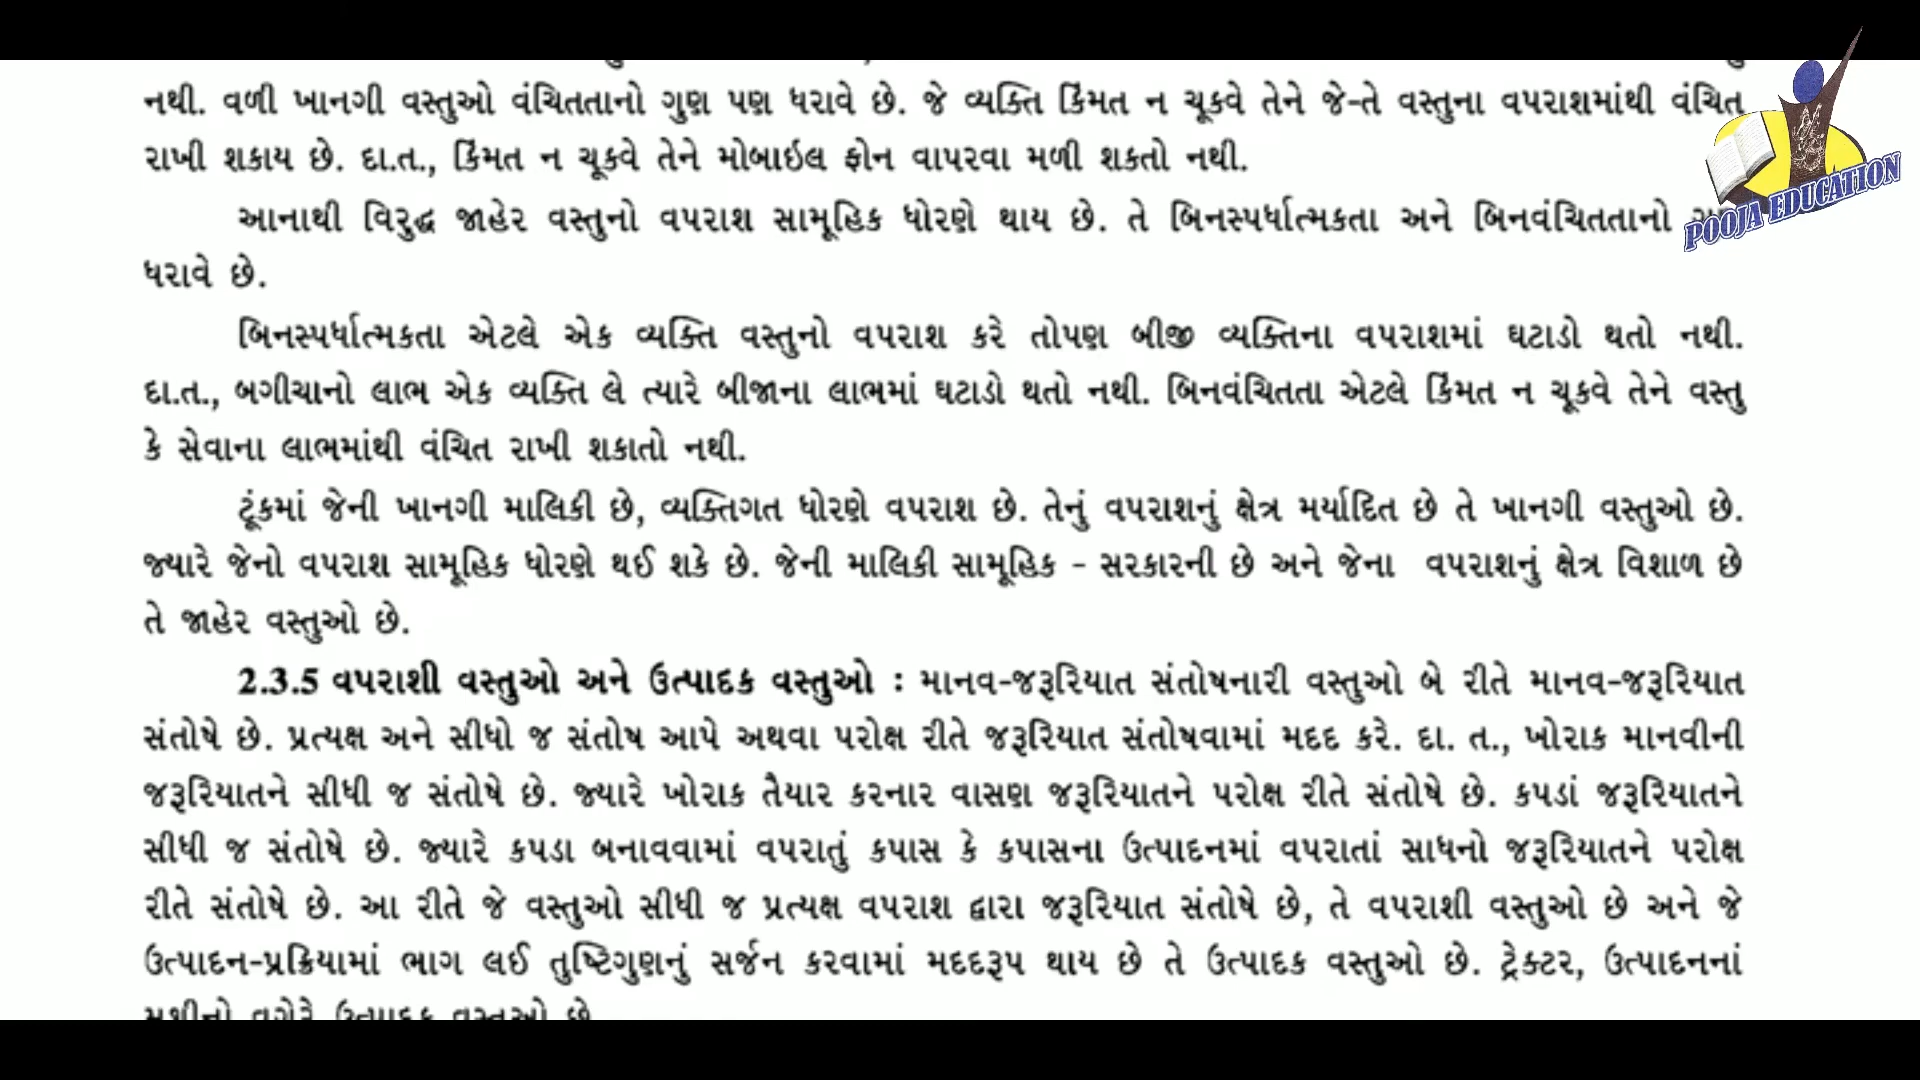 નથી. વળી ખાનગી વસ્તુઓ વંચિતતાનો ગુણ પણ ધરાવે છે. જે વ્યક્તિ કિંમત ન ચૂકવે તેને જે-તે વસ્તુના વપરાશમાંથી વંચિત
રાખી શકાય છે. દા.ત., કિંમત ન ચૂકવે તેને મોબાઇલ ફોન વાપરવા મળી શકતો નથી.
આનાથી વિરુદ્ધ જાહેર વસ્તુનો વપરાશ સામૂહિક ધોરણે થાય છે. તે બિનસ્પર્ધાત્મકતા અને બિનવંચિતતાનો
ધરાવે છે.
બિનસ્પર્ધાત્મકતા એટલે એક વ્યક્તિ વસ્તુનો વપરાશ કરે તોપણ બીજી વ્યક્તિના વપરાશમાં ઘટાડો થતો નથી.
દા.ત., બગીચાનો લાભ એક વ્યક્તિ લે ત્યારે બીજાના લાભમાં ઘટાડો થતો નથી. બિનવંચિતતા એટલે કિંમત ન ચૂકવે તેને વસ્તુ
કે સેવાના લાભમાંથી વંચિત રાખી શકાતો નથી.
ટૂંકમાં જેની ખાનગી માલિકી છે, વ્યક્તિગત ધોરણે વપરાશ છે. તેનું વપરાશનું ક્ષેત્ર મર્યાદિત છે તે ખાનગી વસ્તુઓ છે.
જ્યારે જેનો વપરાશ સામૂહિક ધોરણે થઈ શકે છે. જેની માલિકી સામૂહિક - સરકારની છે અને જેના વપરાશનું ક્ષેત્ર વિશાળ છે
તે જાહેર વસ્તુઓ છે.
2.3.5 વપરાશી વસ્તુઓ અને ઉત્પાદક વસ્તુઓ : માનવ-જરૂરિયાત સંતોષનારી વસ્તુઓ બે રીતે માનવ-જરૂરિયાત
સંતોષે છે. પ્રત્યક્ષ અને સીધો જ સંતોષ આપે અથવા પરોક્ષ રીતે જરૂરિયાત સંતોષવામાં મદદ કરે. દા. ત., ખોરાક માનવીની
જરૂરિયાતને સીધી જ સંતોષે છે. જ્યારે ખોરાક તૈયાર કરનાર વાસણ જરૂરિયાતને પરોક્ષ રીતે સંતોષે છે. કપડાં જરૂરિયાતને
સીધી જ સંતોષે છે. જ્યારે કપડા બનાવવામાં વપરાતું કપાસ કે કપાસના ઉત્પાદનમાં વપરાતાં સાધનો જરૂરિયાતને પરોક્ષ
રીતે સંતોષે છે. આ રીતે જે વસ્તુઓ સીધી જ પ્રત્યક્ષ વપરાશ દ્વારા જરૂરિયાત સંતોષે છે, તે વપરાશી વસ્તુઓ છે અને જે
ઉત્પાદન-પ્રક્રિયામાં ભાગ લઈ તુષ્ટિગુણનું સર્જન કરવામાં મદદરૂપ થાય છે તે ઉત્પાદક વસ્તુઓ છે. ટ્રેક્ટર, ઉત્પાદનનાં
મશીનો વગેરે ઉત્પાદક વસ્તુઓ છે.
POOJA EDUCATION